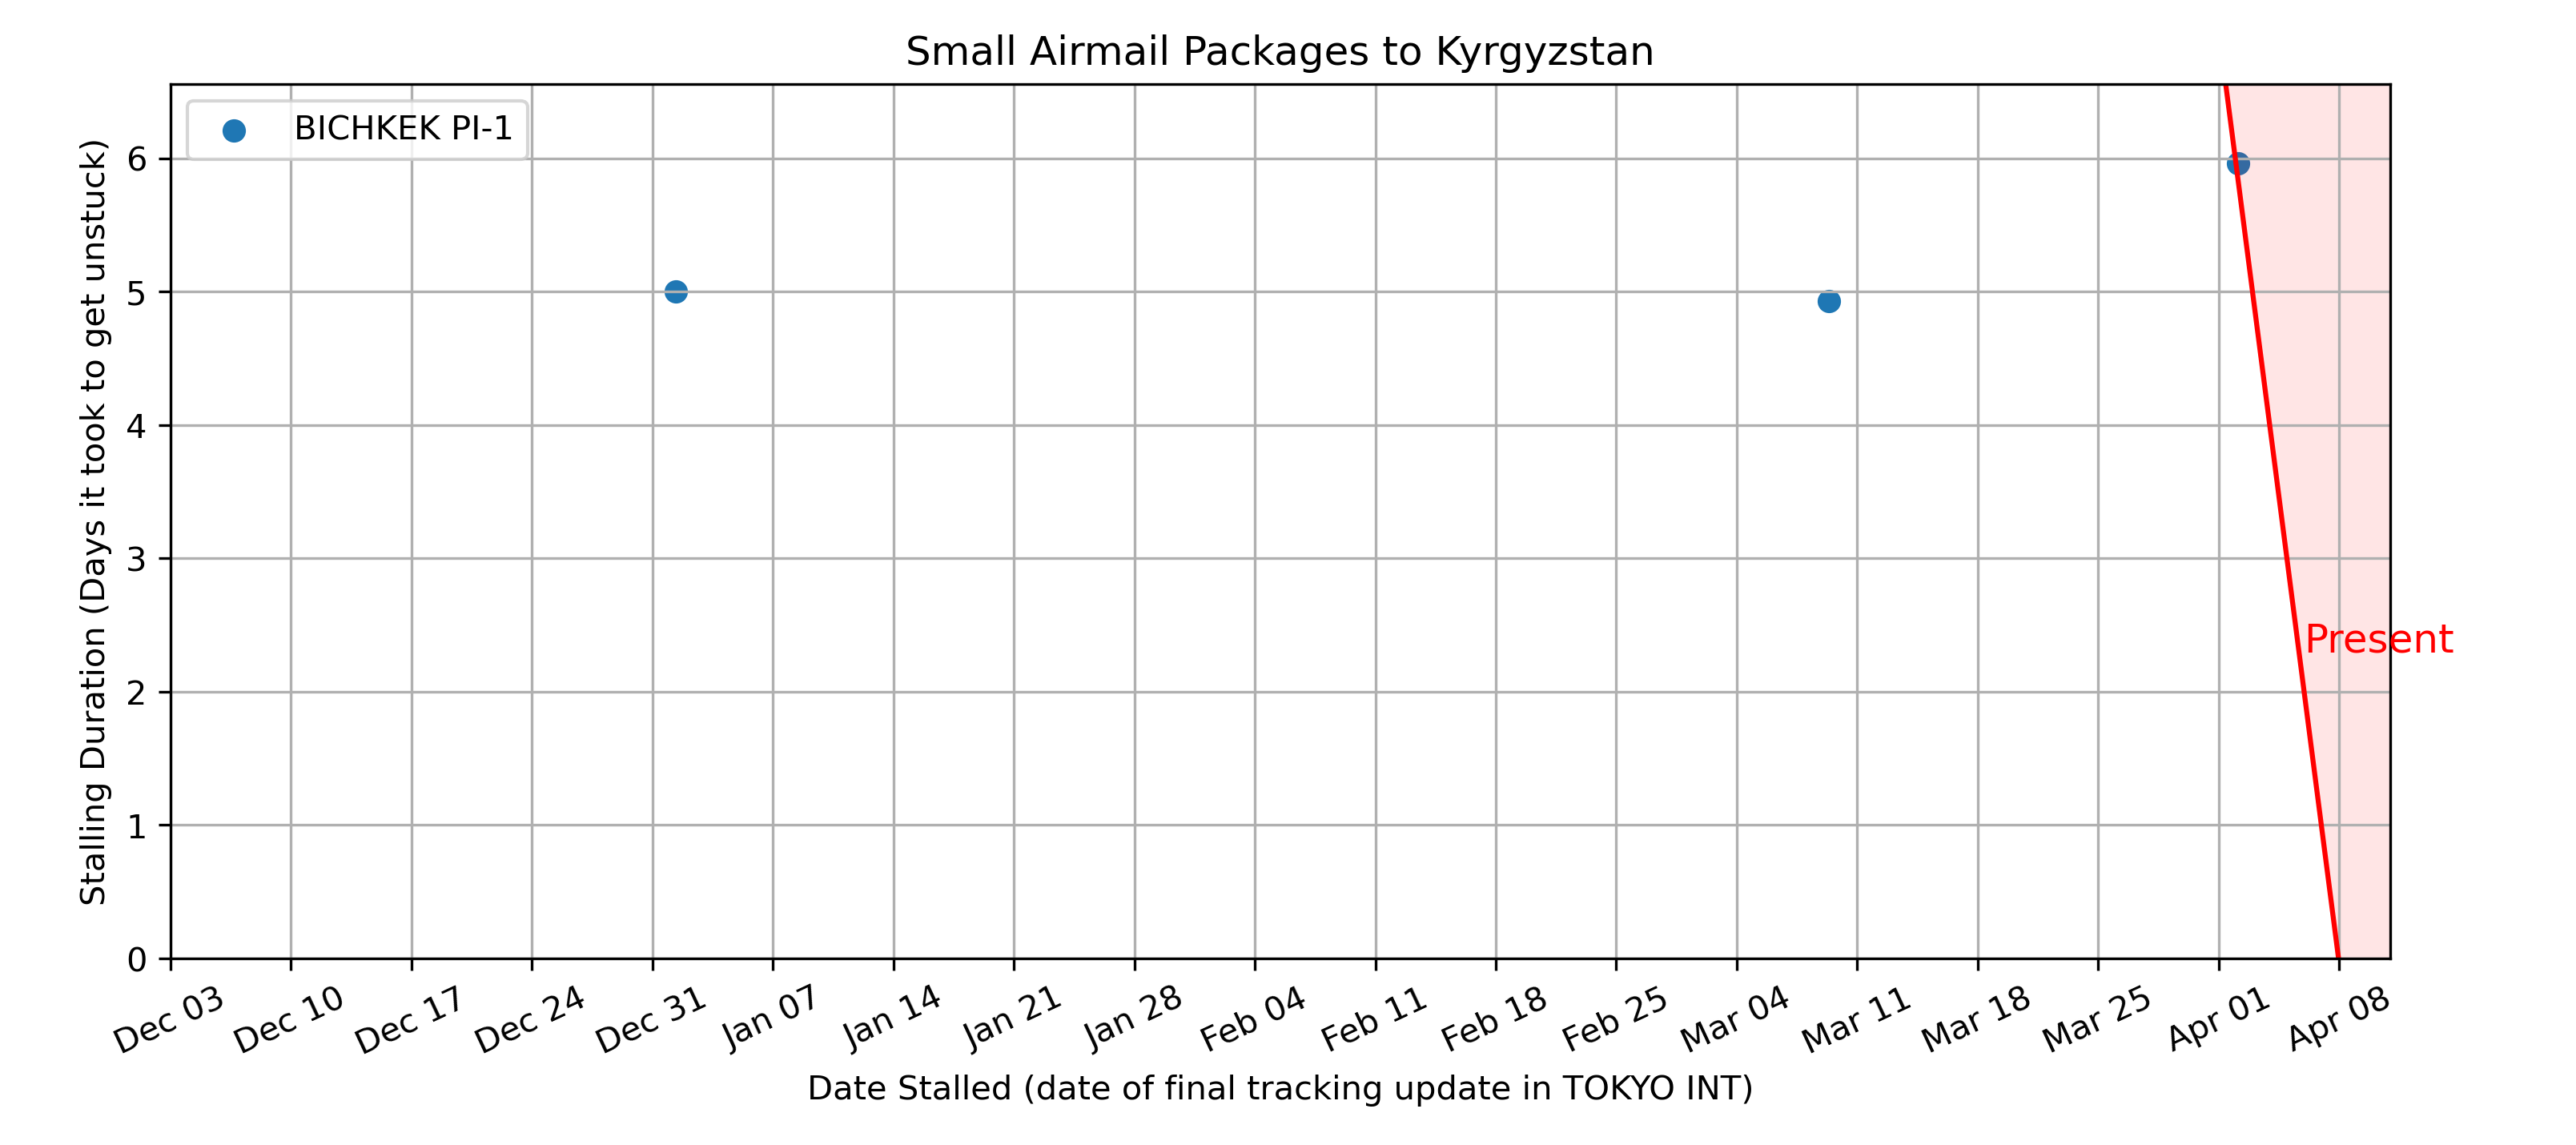 Small Airmail Packages to Kyrgyzstan
BICHKEK PI-1
Stalling Duration (Days it took to get unstuck)
6
5
4
3
2
1
0
Present
Dec 03
Dec 10
Dec 17
Dec 24
Dec 31
Jan 07
Jan 14
Jan 21
Jan 28
Feb 04
Feb 11
Feb 18
Feb 25
Mar 04
Mar 11
Mar 18
Mar 25
Apr 01
Apr 08
Date Stalled (date of final tracking update in TOKYO INT)